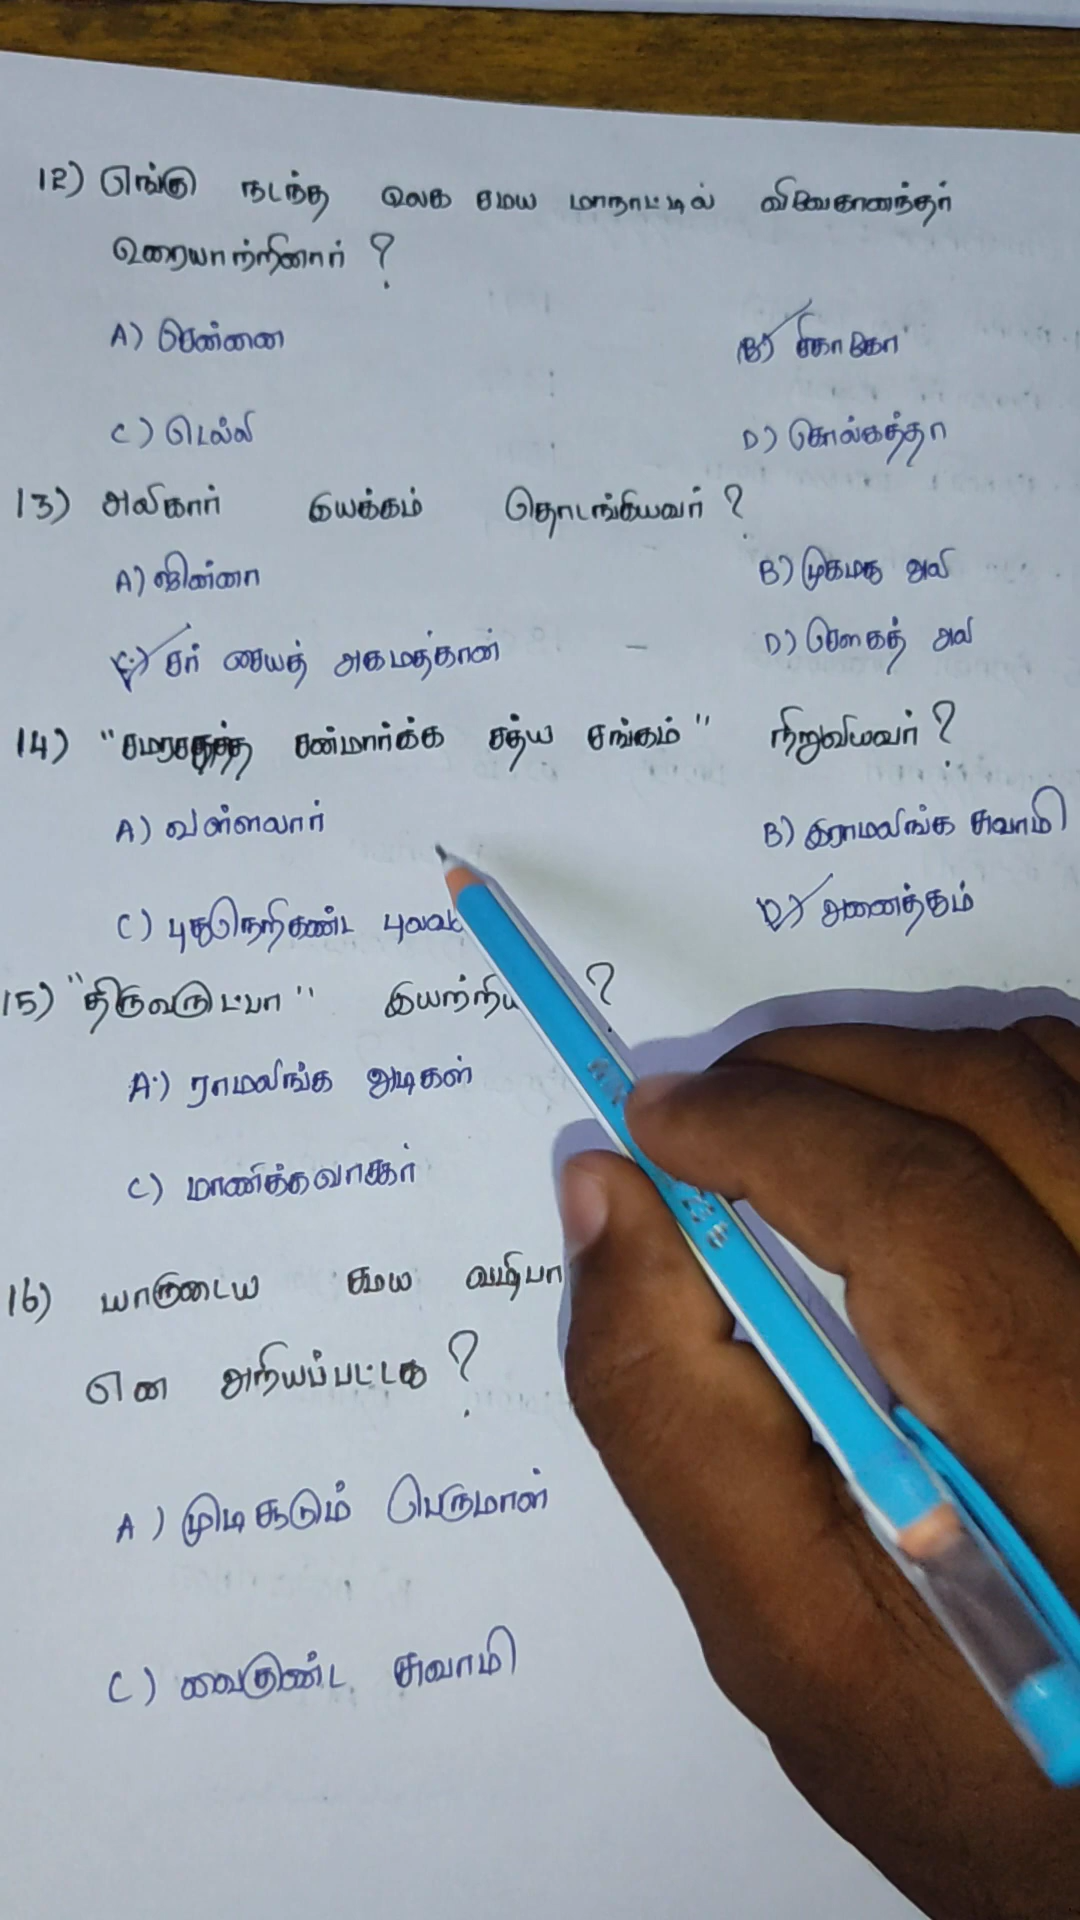 12) எங்கு நடந்த உலக சமய மாநாட்டில் விவேகானந்தர்
உரையாற்றினார் ?
A) சென்னை B) சிகாகோ
C) டெல்லி D) கொல்கத்தா
13) அலிகார் இயக்கம் தொடங்கியவர் ?
A) ஜின்னா B) முகமது அலி
C) சர் சையத் அகமத்கான் - D) சௌகத் அலி
14) "சமரசசுத்த சன்மார்க்க சத்ய சங்கம்" நிறுவியவர் ?
A) வள்ளலார் B) இராமலிங்க சுவாமி
C) புதுநெறிகண்ட D) அனைத்தும்
15) "திருவருட்பா" ?
A) ராமலிங்க அடிகள்
C) மாணிக்கவாசகர்
16) யாருடைய சமய
என அறியப்பட்டது ?
A) முடி சூடும் பெருமாள்
C) வைகுண்ட சுவாமி